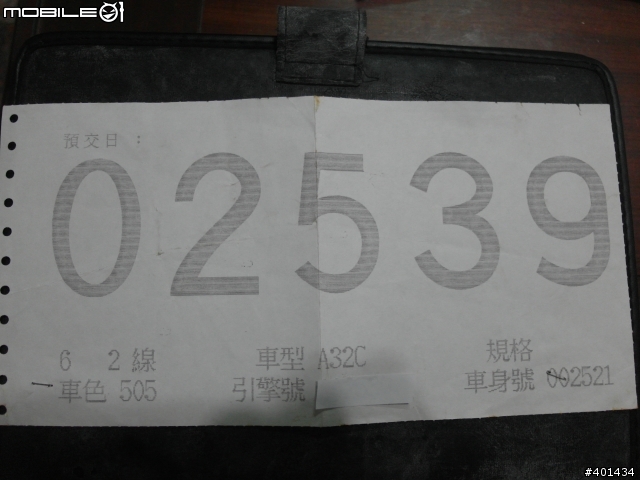 MOBILE01
預交日：
02539
6 2線 車型 A32C 規格
車色 505 引擎號 車身號 002521
#401434